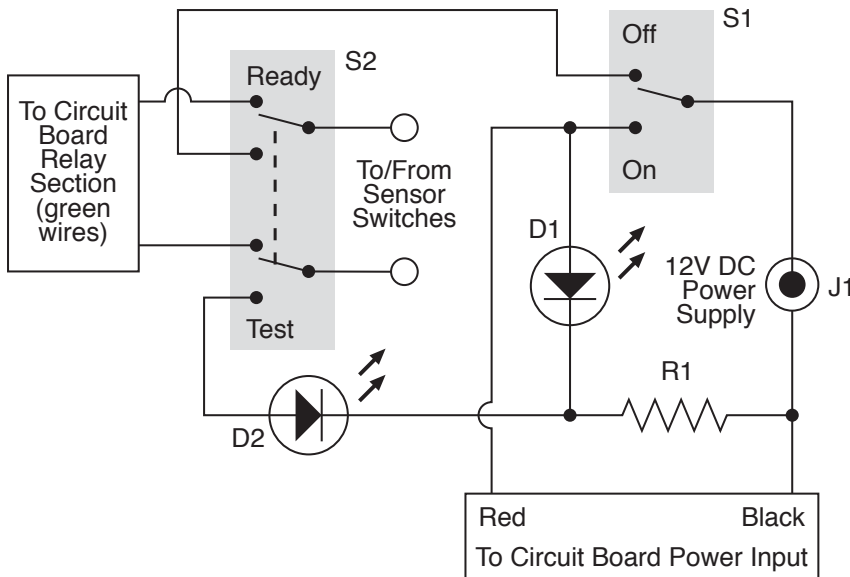 S1
Off
S2
Ready
To Circuit
Board
Relay
Section
(green
wires)
To/From
Sensor
Switches
On
D1
12V DC
Power
Supply
J1
Test
R1
D2
Red
Black
To Circuit Board Power Input